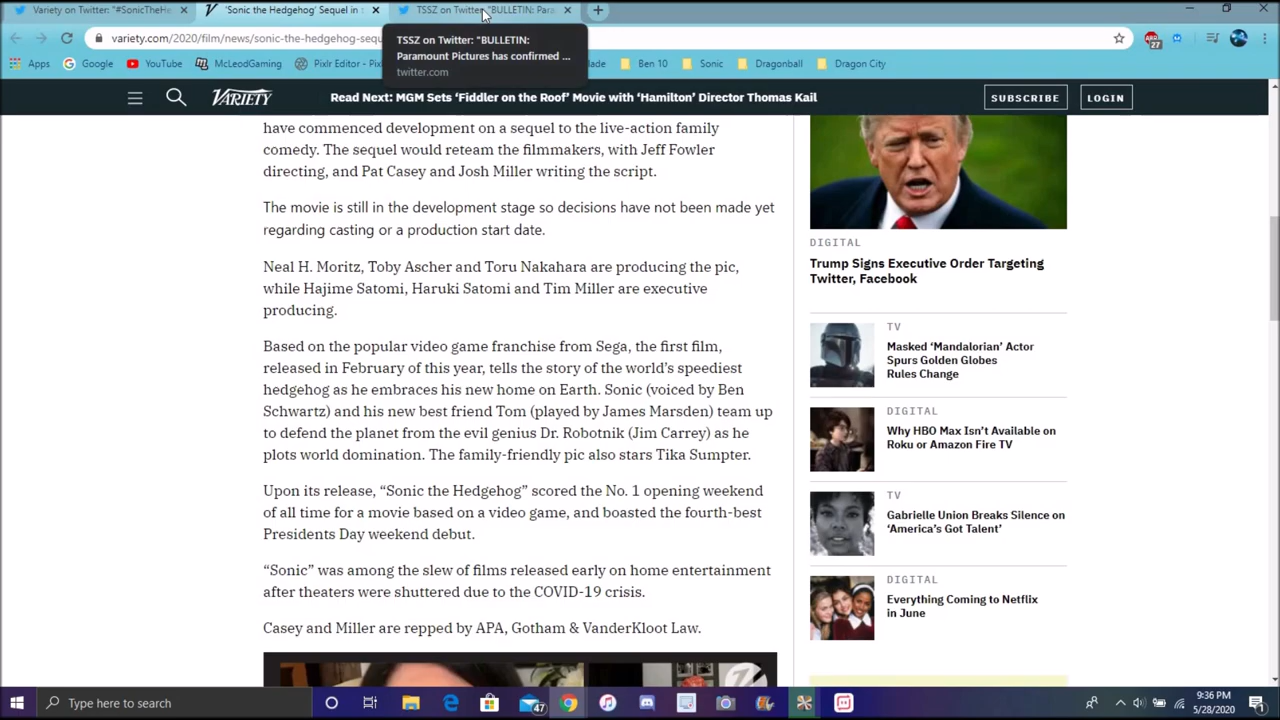 Variety on Twitter: "#SonicTheHe
'Sonic the Hedgehog' Sequel in
TSSZ on Twitter: "BULLETIN: Para
variety.com/2020/film/news/sonic-the-hedgehog-sequ
TSSZ on Twitter: "BULLETIN:
Paramount Pictures has confirmed ...
twitter.com
27
Apps
Google
YouTube
McLeodGaming
Pixlr Editor
Ben 10
Sonic
Dragonball
Dragon City
VARIETY
Read Next: MGM Sets ‘Fiddler on the Roof’ Movie with ‘Hamilton’ Director Thomas Kail
SUBSCRIBE
LOGIN
have commenced development on a sequel to the live-action family
comedy. The sequel would reteam the filmmakers, with Jeff Fowler
directing, and Pat Casey and Josh Miller writing the script.
The movie is still in the development stage so decisions have not been made yet
regarding casting or a production start date.
Neal H. Moritz, Toby Ascher and Toru Nakahara are producing the pic,
while Hajime Satomi, Haruki Satomi and Tim Miller are executive
producing.
Based on the popular video game franchise from Sega, the first film,
released in February of this year, tells the story of the world’s speediest
hedgehog as he embraces his new home on Earth. Sonic (voiced by Ben
Schwartz) and his new best friend Tom (played by James Marsden) team up
to defend the planet from the evil genius Dr. Robotnik (Jim Carrey) as he
plots world domination. The family-friendly pic also stars Tika Sumpter.
Upon its release, “Sonic the Hedgehog” scored the No. 1 opening weekend
of all time for a movie based on a video game, and boasted the fourth-best
Presidents Day weekend debut.
“Sonic” was among the slew of films released early on home entertainment
after theaters were shuttered due to the COVID-19 crisis.
Casey and Miller are repped by APA, Gotham & VanderKloot Law.
DIGITAL
Trump Signs Executive Order Targeting
Twitter, Facebook
TV
Masked ‘Mandalorian’ Actor
Spurs Golden Globes
Rules Change
DIGITAL
Why HBO Max Isn’t Available on
Roku or Amazon Fire TV
TV
Gabrielle Union Breaks Silence on
‘America’s Got Talent’
DIGITAL
Everything Coming to Netflix
in June
Type here to search
47
9:36 PM
5/28/2020